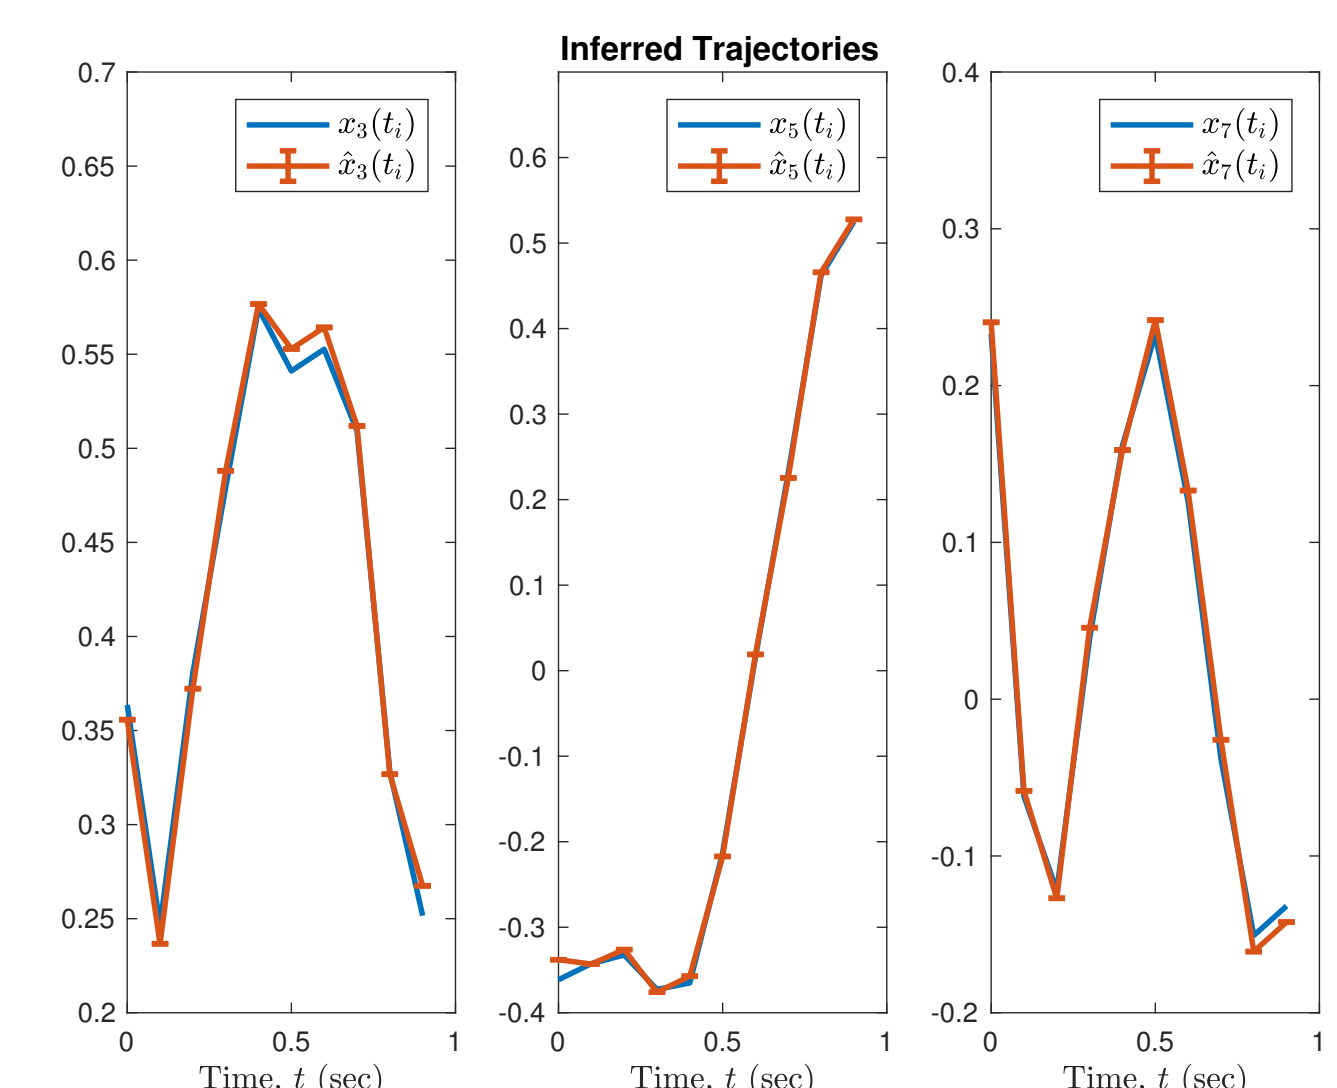 Inferred Trajectories
0.7
0.65
0.6
0.55
0.5
0.45
0.4
0.35
0.3
0.25
0.2
0 0.5 1
Time, t (sec)
x₃(tᵢ)
x̂₃(tᵢ)
0.6
0.5
0.4
0.3
0.2
0.1
0
-0.1
-0.2
-0.3
-0.4
0 0.5 1
Time, t (sec)
x₅(tᵢ)
x̂₅(tᵢ)
0.4
0.3
0.2
0.1
0
-0.1
-0.2
0 0.5 1
Time, t (sec)
x₇(tᵢ)
x̂₇(tᵢ)